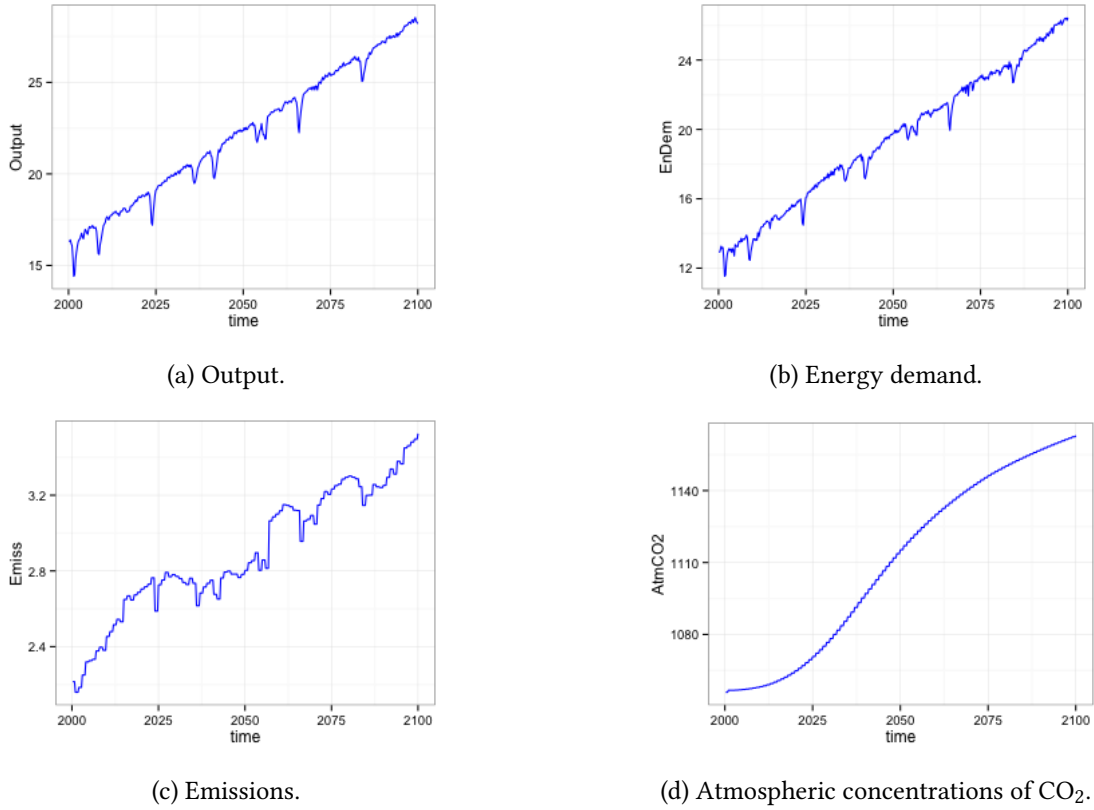 25
20
15
Output
2000
2025
2050
2075
2100
time
(a) Output.
24
20
16
12
EnDem
2000
2025
2050
2075
2100
time
(b) Energy demand.
3.2
2.8
2.4
Emiss
2000
2025
2050
2075
2100
time
(c) Emissions.
1140
1110
1080
AtmCO2
2000
2025
2050
2075
2100
time
(d) Atmospheric concentrations of CO₂.